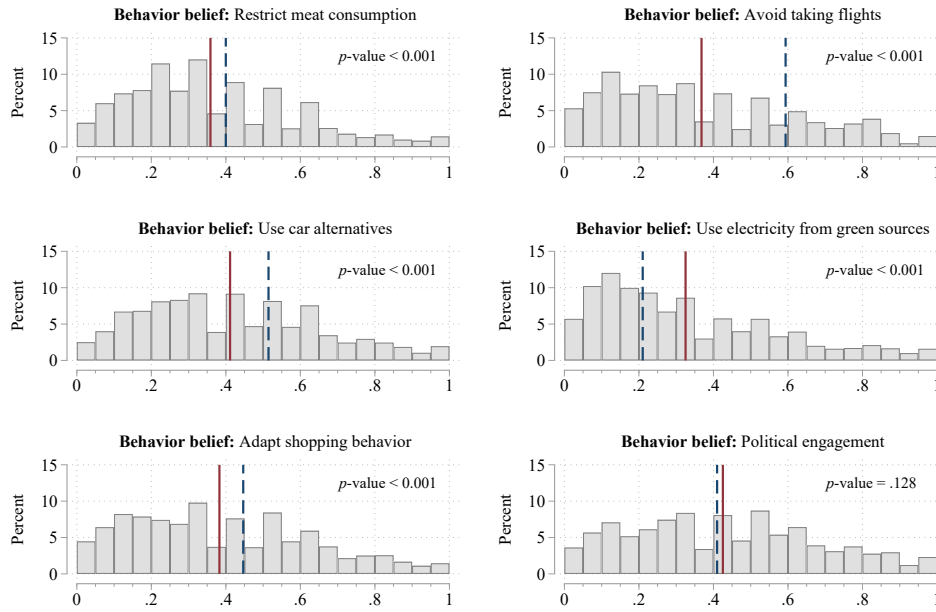 Behavior belief: Restrict meat consumption
15
10
5
0
Percent
p-value < 0.001
0 .2 .4 .6 .8 1
Behavior belief: Avoid taking flights
15
10
5
0
Percent
p-value < 0.001
0 .2 .4 .6 .8 1
Behavior belief: Use car alternatives
15
10
5
0
Percent
p-value < 0.001
0 .2 .4 .6 .8 1
Behavior belief: Use electricity from green sources
15
10
5
0
Percent
p-value < 0.001
0 .2 .4 .6 .8 1
Behavior belief: Adapt shopping behavior
15
10
5
0
Percent
p-value < 0.001
0 .2 .4 .6 .8 1
Behavior belief: Political engagement
15
10
5
0
Percent
p-value = .128
0 .2 .4 .6 .8 1